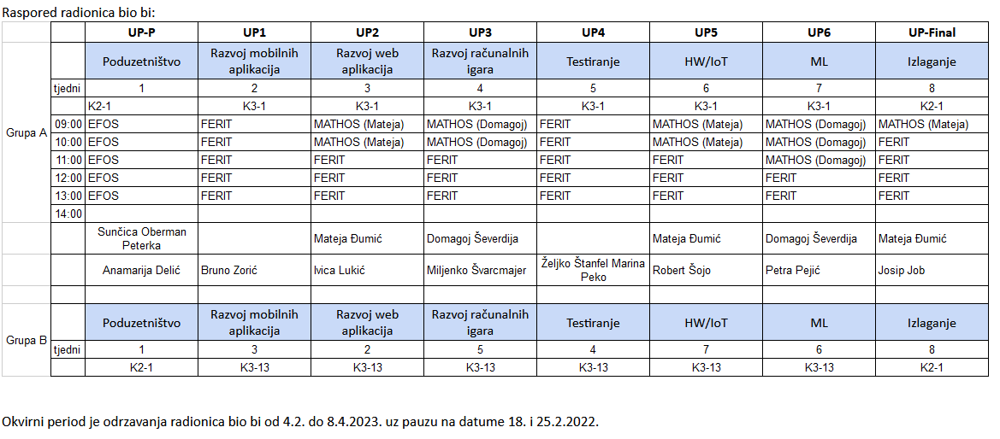 Raspored radionica bio bi:
UP-P UP1 UP2 UP3 UP4 UP5 UP6 UP-Final
Poduzetništvo Razvoj mobilnih aplikacija Razvoj web aplikacija Razvoj računalnih igara Testiranje HW/IoT ML Izlaganje
tjedni 1 2 3 4 5 6 7 8
K2-1 K3-1 K3-1 K3-1 K3-1 K3-1 K3-1 K2-1
Grupa A
09:00 EFOS FERIT MATHOS (Mateja) MATHOS (Domagoj) FERIT MATHOS (Mateja) MATHOS (Domagoj) MATHOS (Mateja)
10:00 EFOS FERIT MATHOS (Mateja) MATHOS (Domagoj) FERIT MATHOS (Mateja) MATHOS (Domagoj) FERIT
11:00 EFOS FERIT FERIT FERIT FERIT FERIT MATHOS (Domagoj) FERIT
12:00 EFOS FERIT FERIT FERIT FERIT FERIT FERIT FERIT
13:00 EFOS FERIT FERIT FERIT FERIT FERIT FERIT FERIT
14:00
Sunčica Oberman Peterka Mateja Đumić Domagoj Ševerdija Mateja Đumić Domagoj Ševerdija Mateja Đumić
Anamarija Delić Bruno Zorić Ivica Lukić Miljenko Švarcmajer Željko Štanfel Marina Peko Robert Šojo Petra Pejić Josip Job
Poduzetništvo Razvoj mobilnih aplikacija Razvoj web aplikacija Razvoj računalnih igara Testiranje HW/IoT ML Izlaganje
Grupa B
tjedni 1 3 2 5 4 7 6 8
K2-1 K3-13 K3-13 K3-13 K3-13 K3-13 K3-13 K2-1
Okvirni period je odrzavanja radionica bio bi od 4.2. do 8.4.2023. uz pauzu na datume 18. i 25.2.2022.